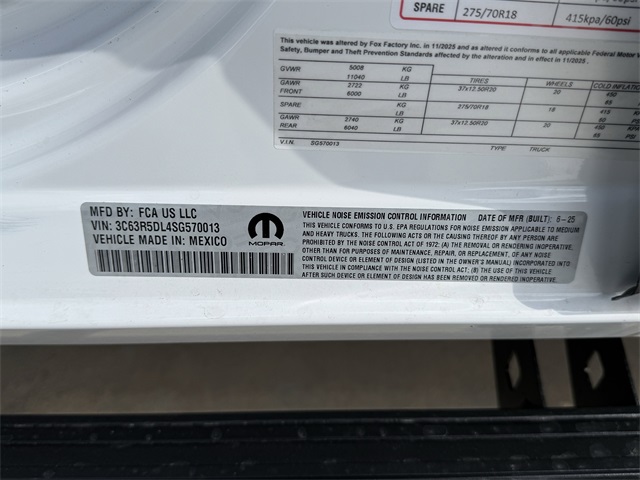 SPARE 275/70R18 415kpa/60psi
This vehicle was altered by Fox Factory Inc. in 11/2025 and as altered it conforms to all applicable Federal Motor
Safety, Bumper and Theft Prevention Standards affected by the alteration and in effect in 11/2025 .
GVWR 5008 KG
11040 LB TIRES WHEELS COLD INFLATIO
GAWR 2722 KG 37x12.50R20 20 450
FRONT 6000 LB 65
SPARE 275/70R18 18 415
60
GAWR 2740 KG 37x12.50R20 20 450 KP
REAR 6040 LB 65 PSI
V.I.N. SG570013 TYPE TRUCK
MFD BY: FCA US LLC
VIN: 3C63R5DL4SG570013
VEHICLE MADE IN: MEXICO
MOPAR
VEHICLE NOISE EMISSION CONTROL INFORMATION DATE OF MFR (BUILT): 6-25
THIS VEHICLE CONFORMS TO U.S. EPA REGULATIONS FOR NOISE EMISSION APPLICABLE TO MEDIUM
AND HEAVY TRUCKS. THE FOLLOWING ACTS OR THE CAUSING THEREOF BY ANY PERSON
ARE PROHIBITED BY THE NOISE CONTROL ACT OF 1972; (A) THE REMOVAL OR RENDERING INOPERATIVE,
OTHER THAN FOR PURPOSES OF MAINTENANCE, REPAIR, OR REPLACEMENT, OF ANY NOISE
CONTROL DEVICE OR ELEMENT OF DESIGN (LISTED IN THE OWNER'S MANUAL) INCORPORATED INTO
THIS VEHICLE IN COMPLIANCE WITH THE NOISE CONTROL ACT; (B) THE USE OF THIS VEHICLE
AFTER SUCH DEVICE OR ELEMENT OF DESIGN HAS BEEN REMOVED OR RENDERED INOPERATIVE.